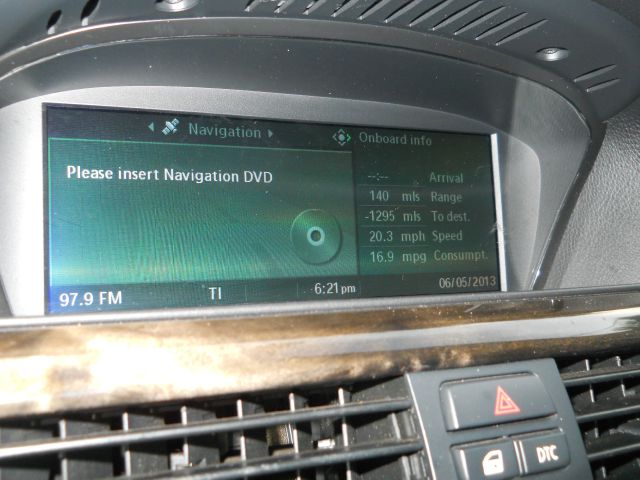 Navigation
Onboard info
Please insert Navigation DVD
--:-- Arrival
140 mls Range
-1295 mls To dest.
20.3 mph Speed
16.9 mpg Consumpt.
97.9 FM TI 6:21 pm 06/05/2013
DTC